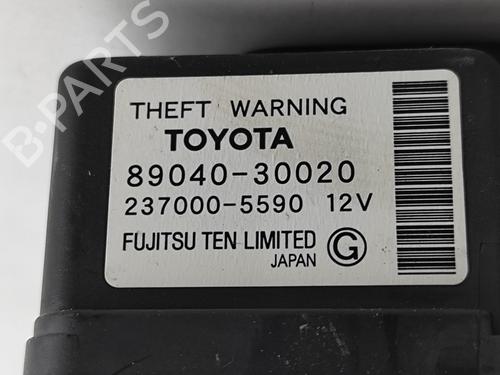 B-PARTS
THEFT WARNING
TOYOTA
89040-30020
237000-5590 12V
FUJITSU TEN LIMITED G
JAPAN